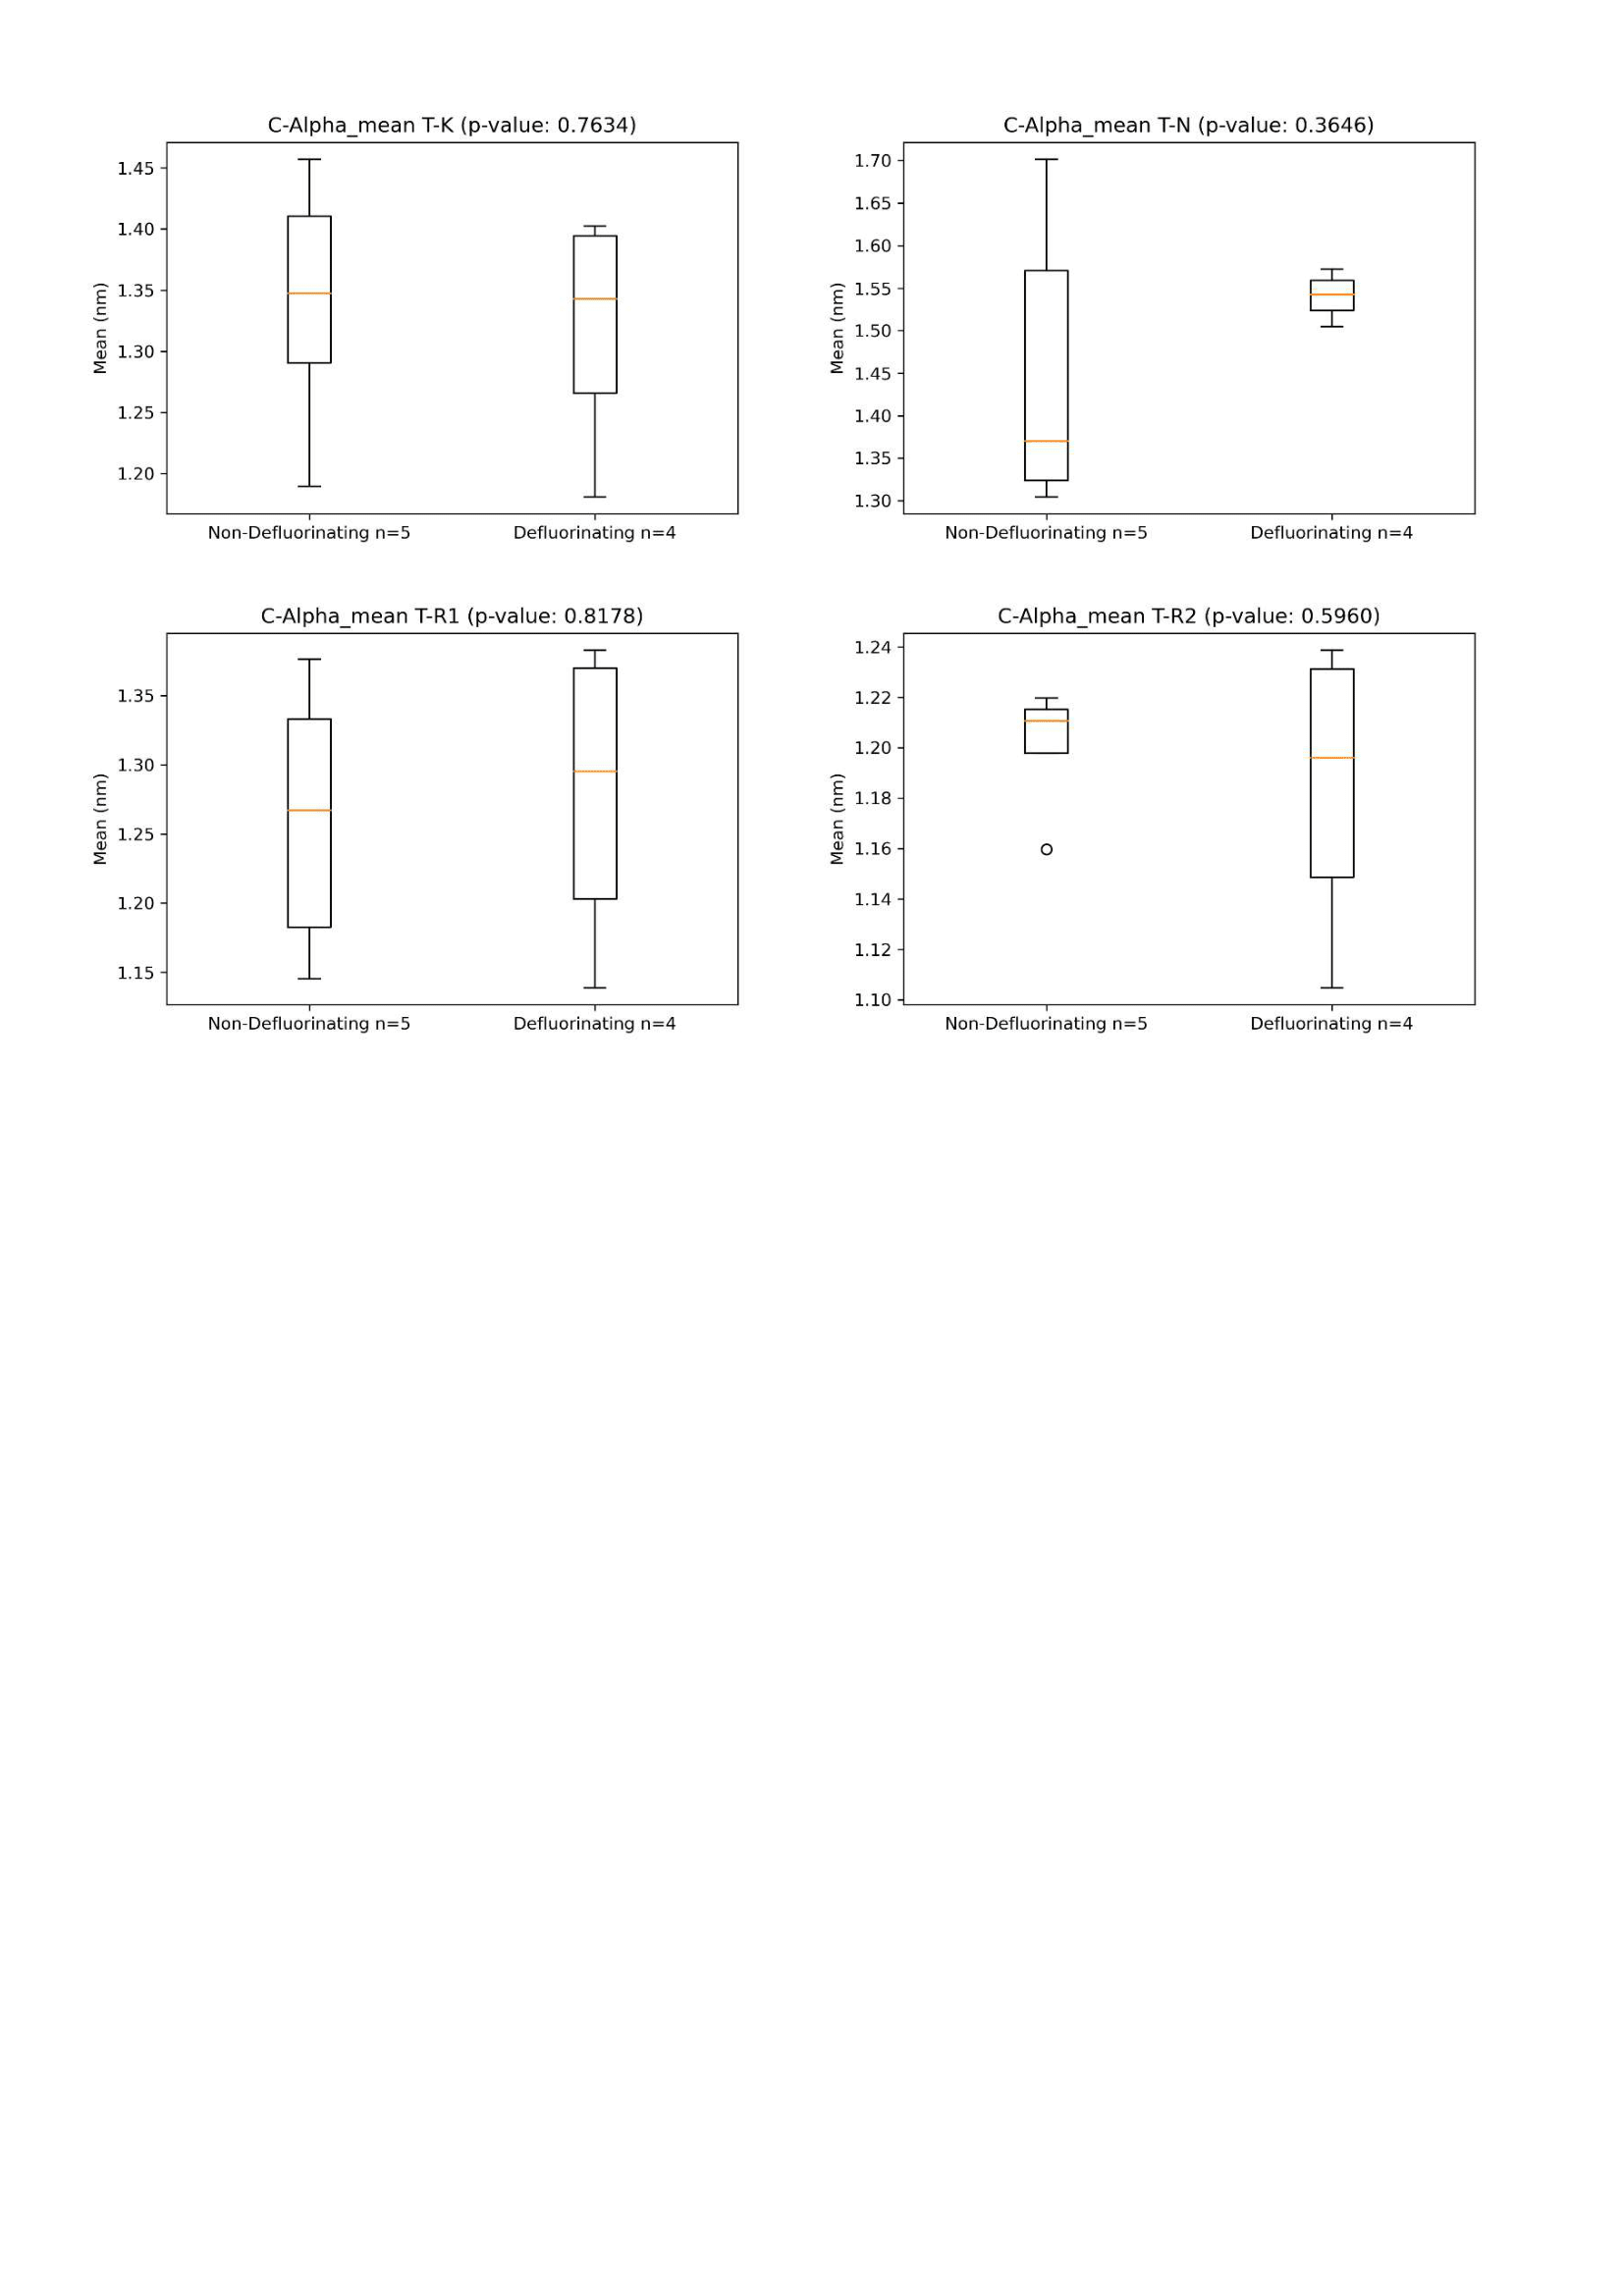 C-Alpha_mean T-K (p-value: 0.7634)
Mean (nm)
1.45
1.40
1.35
1.30
1.25
1.20
Non-Defluorinating n=5
Defluorinating n=4
C-Alpha_mean T-N (p-value: 0.3646)
Mean (nm)
1.70
1.65
1.60
1.55
1.50
1.45
1.40
1.35
1.30
Non-Defluorinating n=5
Defluorinating n=4
C-Alpha_mean T-R1 (p-value: 0.8178)
Mean (nm)
1.35
1.30
1.25
1.20
1.15
Non-Defluorinating n=5
Defluorinating n=4
C-Alpha_mean T-R2 (p-value: 0.5960)
Mean (nm)
1.24
1.22
1.20
1.18
1.16
1.14
1.12
1.10
Non-Defluorinating n=5
Defluorinating n=4